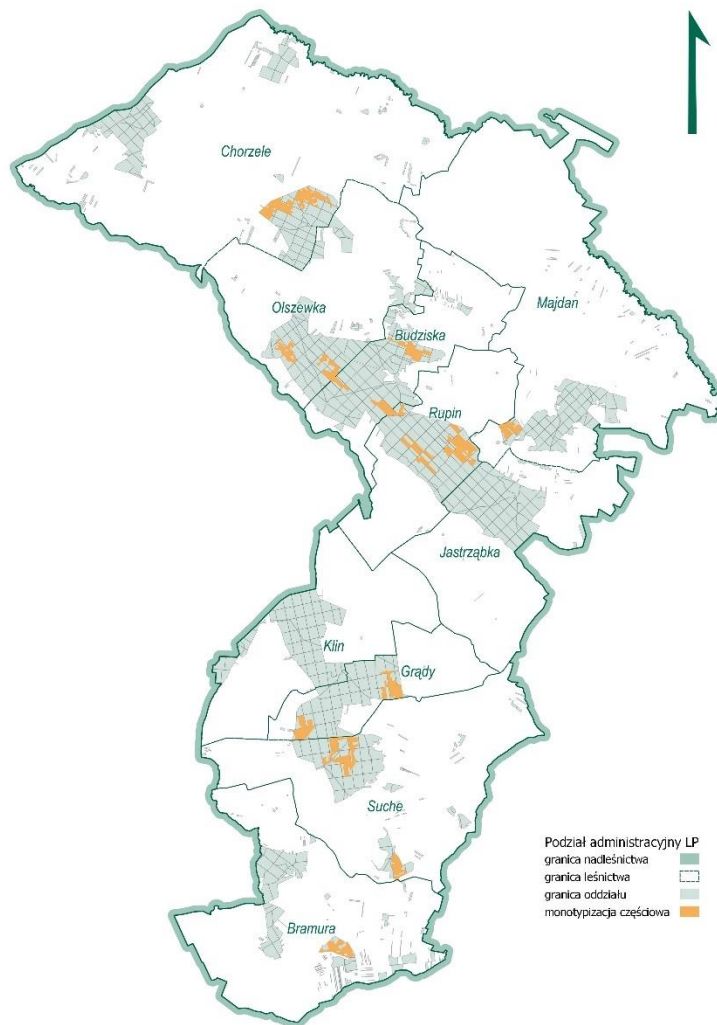 Chorzele
Olszewka
Majdan
Budziska
Rupin
Jastrząbka
Klin
Grądy
Suche
Bramura
Podział administracyjny LP
granica nadleśnictwa
granica leśnictwa
granica oddziału
monotypizacja częściowa